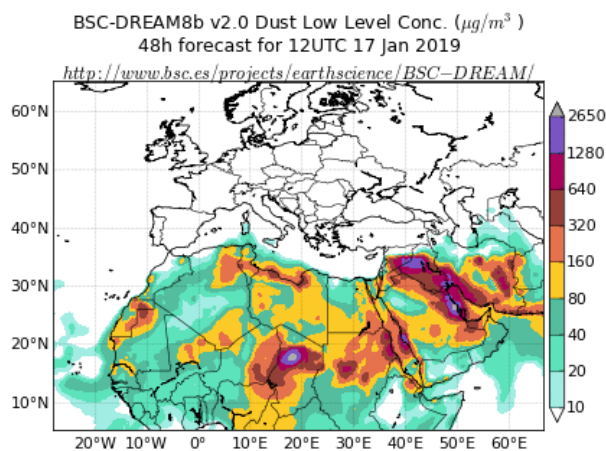 BSC-DREAM8b v2.0 Dust Low Level Conc. (μg/m³ )
48h forecast for 12UTC 17 Jan 2019
http://www.bsc.es/projects/earthscience/BSC−DREAM/
60°N
50°N
40°N
30°N
20°N
10°N
20°W 10°W 0° 10°E 20°E 30°E 40°E 50°E 60°E
2650
1280
640
320
160
80
40
20
10